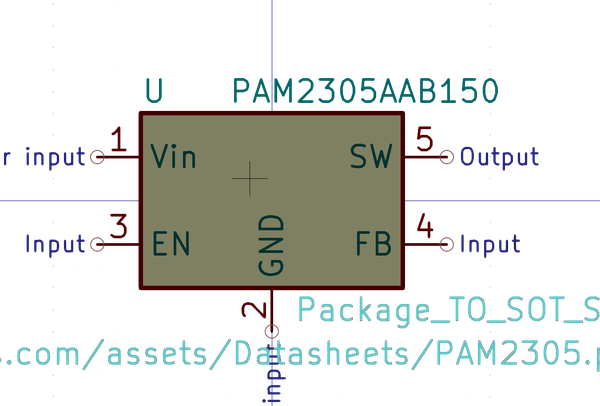 U PAM2305AAB150
r input 1 Vin SW 5 Output
Input 3 EN FB 4 Input
GND
2
Package_TO_SOT_S
s.com/assets/Datasheets/PAM2305.p
input